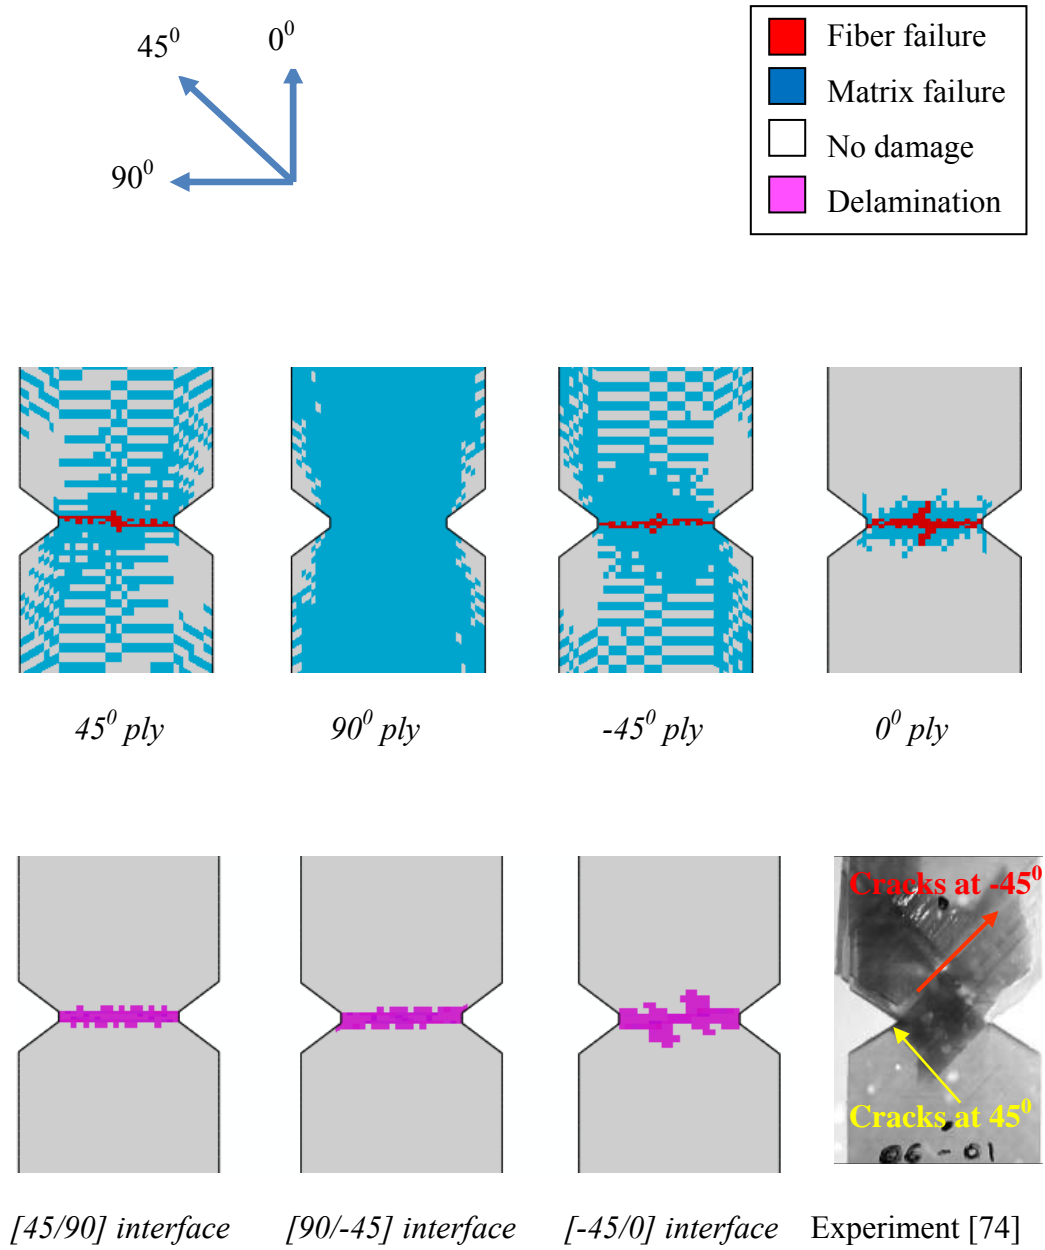 45⁰
0⁰
90⁰
Fiber failure
Matrix failure
No damage
Delamination
45⁰ ply
90⁰ ply
-45⁰ ply
0⁰ ply
Cracks at -45⁰
Cracks at 45⁰
06 - 01
[45/90] interface
[90/-45] interface
[-45/0] interface
Experiment [74]